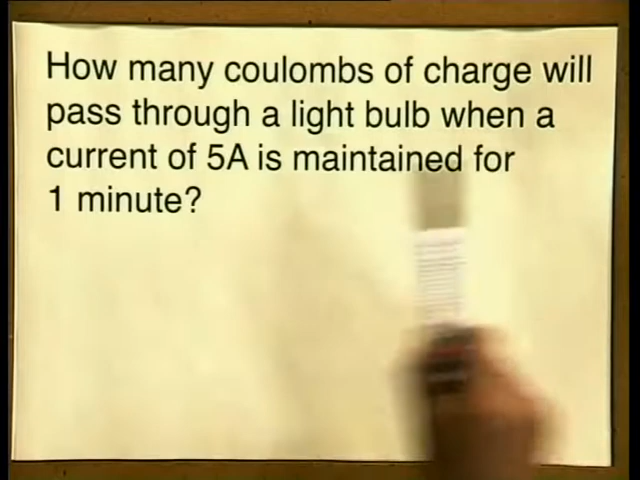 How many coulombs of charge will
pass through a light bulb when a
current of 5A is maintained for
1 minute?